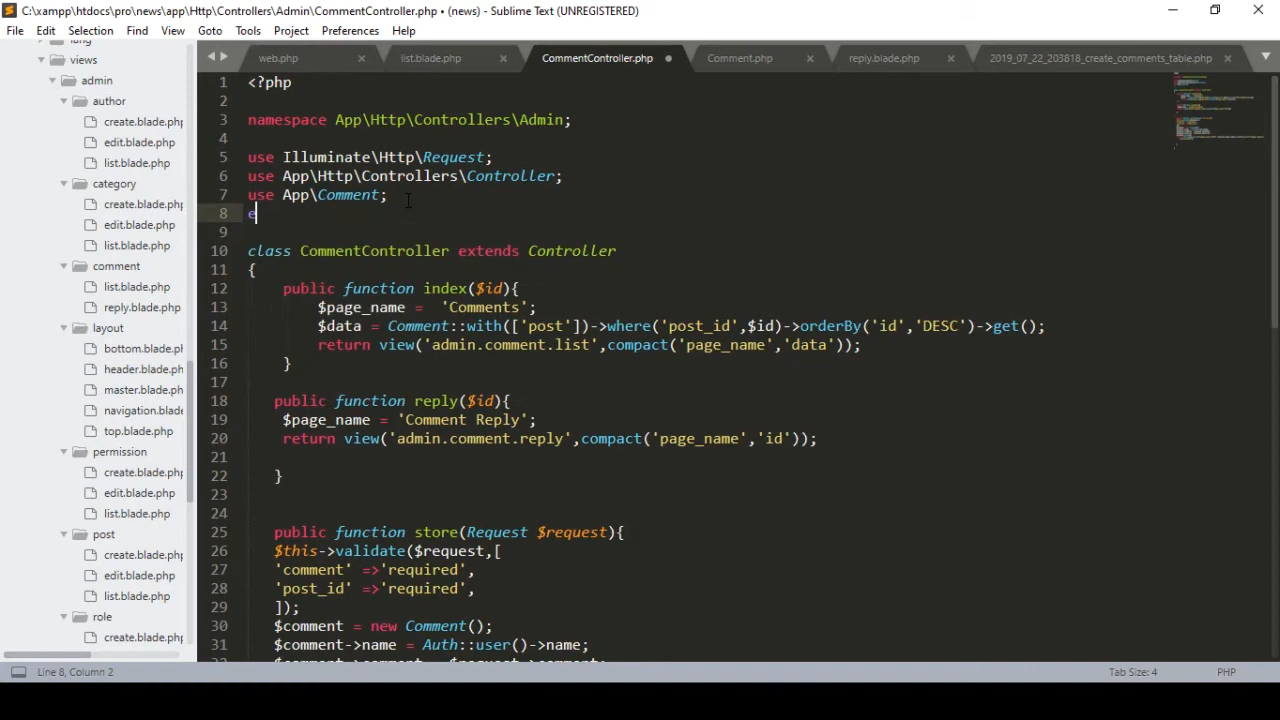 C:\xampp\htdocs\pro\news\app\Http\Controllers\Admin\CommentController.php • (news) - Sublime Text (UNREGISTERED)
File Edit Selection Find View Goto Tools Project Preferences Help
web.php list.blade.php CommentController.php Comment.php reply.blade.php 2019_07_22_203818_create_comments_table.php
lang
views
admin
author
create.blade.php
edit.blade.php
list.blade.php
category
create.blade.php
edit.blade.php
list.blade.php
comment
list.blade.php
reply.blade.php
layout
bottom.blade.ph
header.blade.php
master.blade.php
navigation.blade
top.blade.php
permission
create.blade.php
edit.blade.php
list.blade.php
post
create.blade.php
edit.blade.php
list.blade.php
role
create.blade.php
1 <?php
2
3 namespace App\Http\Controllers\Admin;
4
5 use Illuminate\Http\Request;
6 use App\Http\Controllers\Controller;
7 use App\Comment;
8 e
9
10 class CommentController extends Controller
11 {
12 public function index($id){
13 $page_name = 'Comments';
14 $data = Comment::with(['post'])->where('post_id',$id)->orderBy('id','DESC')->get();
15 return view('admin.comment.list',compact('page_name','data'));
16 }
17
18 public function reply($id){
19 $page_name = 'Comment Reply';
20 return view('admin.comment.reply',compact('page_name','id'));
21
22 }
23
24
25 public function store(Request $request){
26 $this->validate($request,[
27 'comment' =>'required',
28 'post_id' =>'required',
29 ]);
30 $comment = new Comment();
31 $comment->name = Auth::user()->name;
32 $comment->comment = $request->comment;
Line 8, Column 2 Tab Size: 4 PHP